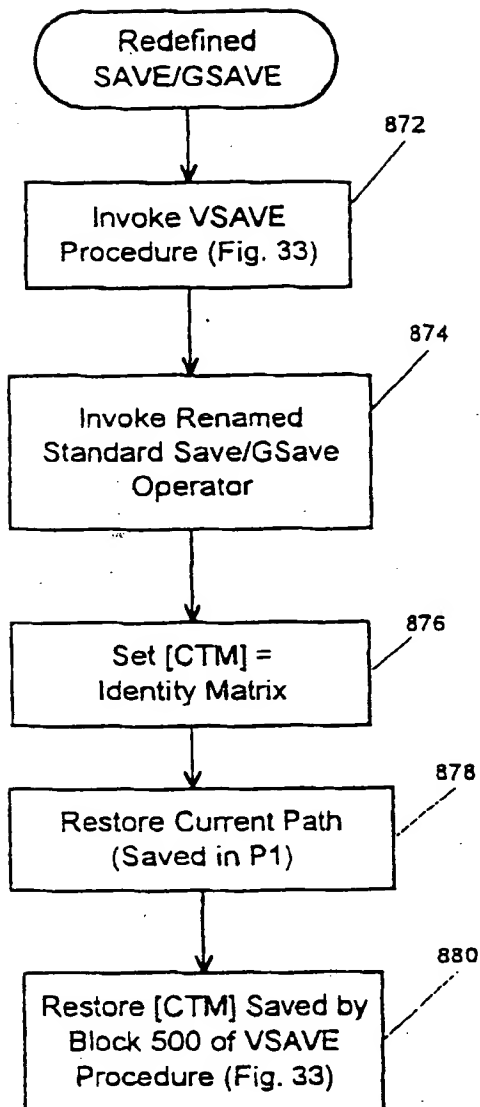 Redefined
SAVE/GSAVE
872
Invoke VSAVE
Procedure (Fig. 33)
874
Invoke Renamed
Standard Save/GSave
Operator
876
Set [CTM] =
Identity Matrix
878
Restore Current Path
(Saved in P1)
880
Restore [CTM] Saved by
Block 500 of VSAVE
Procedure (Fig. 33)